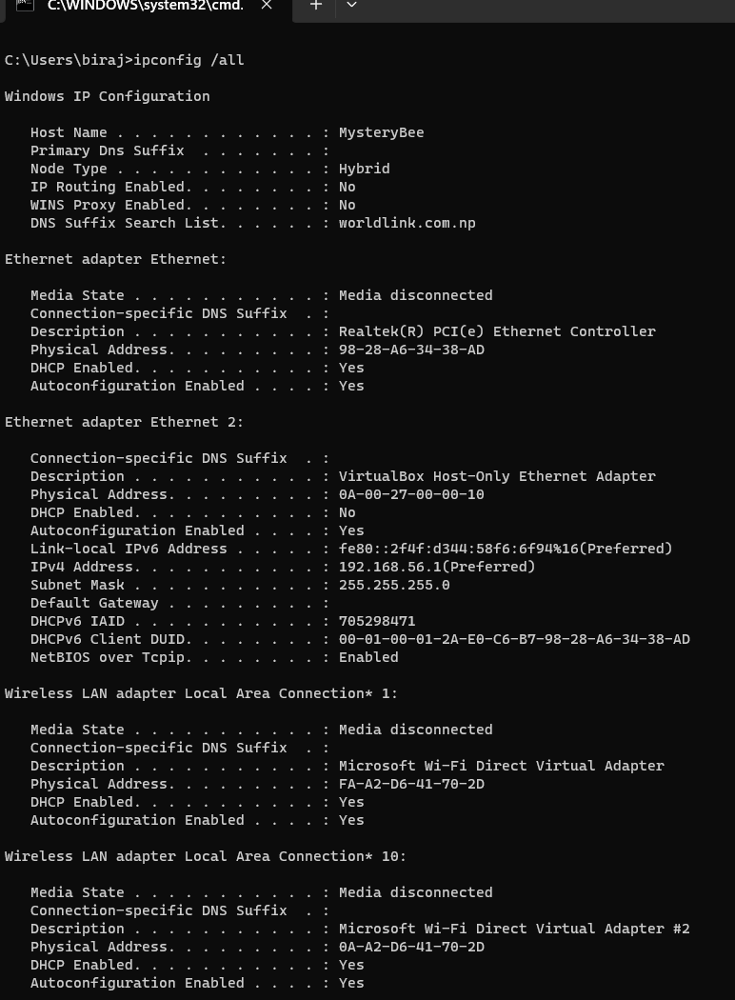 C:\WINDOWS\system32\cmd.
C:\Users\biraj>ipconfig /all
Windows IP Configuration
Host Name . . . . . . . . . . . . : MysteryBee
Primary Dns Suffix  . . . . . . . :
Node Type . . . . . . . . . . . . : Hybrid
IP Routing Enabled. . . . . . . . : No
WINS Proxy Enabled. . . . . . . . : No
DNS Suffix Search List. . . . . . : worldlink.com.np
Ethernet adapter Ethernet:
Media State . . . . . . . . . . . : Media disconnected
Connection-specific DNS Suffix  . :
Description . . . . . . . . . . . : Realtek(R) PCI(e) Ethernet Controller
Physical Address. . . . . . . . . : 98-28-A6-34-38-AD
DHCP Enabled. . . . . . . . . . . : Yes
Autoconfiguration Enabled . . . . : Yes
Ethernet adapter Ethernet 2:
Connection-specific DNS Suffix  . :
Description . . . . . . . . . . . : VirtualBox Host-Only Ethernet Adapter
Physical Address. . . . . . . . . : 0A-00-27-00-00-10
DHCP Enabled. . . . . . . . . . . : No
Autoconfiguration Enabled . . . . : Yes
Link-local IPv6 Address . . . . . : fe80::2f4f:d344:58f6:6f94%16(Preferred)
IPv4 Address. . . . . . . . . . . : 192.168.56.1(Preferred)
Subnet Mask . . . . . . . . . . . : 255.255.255.0
Default Gateway . . . . . . . . . :
DHCPv6 IAID . . . . . . . . . . . : 705298471
DHCPv6 Client DUID. . . . . . . . : 00-01-00-01-2A-E0-C6-B7-98-28-A6-34-38-AD
NetBIOS over Tcpip. . . . . . . . : Enabled
Wireless LAN adapter Local Area Connection* 1:
Media State . . . . . . . . . . . : Media disconnected
Connection-specific DNS Suffix  . :
Description . . . . . . . . . . . : Microsoft Wi-Fi Direct Virtual Adapter
Physical Address. . . . . . . . . : FA-A2-D6-41-70-2D
DHCP Enabled. . . . . . . . . . . : Yes
Autoconfiguration Enabled . . . . : Yes
Wireless LAN adapter Local Area Connection* 10:
Media State . . . . . . . . . . . : Media disconnected
Connection-specific DNS Suffix  . :
Description . . . . . . . . . . . : Microsoft Wi-Fi Direct Virtual Adapter #2
Physical Address. . . . . . . . . : 0A-A2-D6-41-70-2D
DHCP Enabled. . . . . . . . . . . : Yes
Autoconfiguration Enabled . . . . : Yes